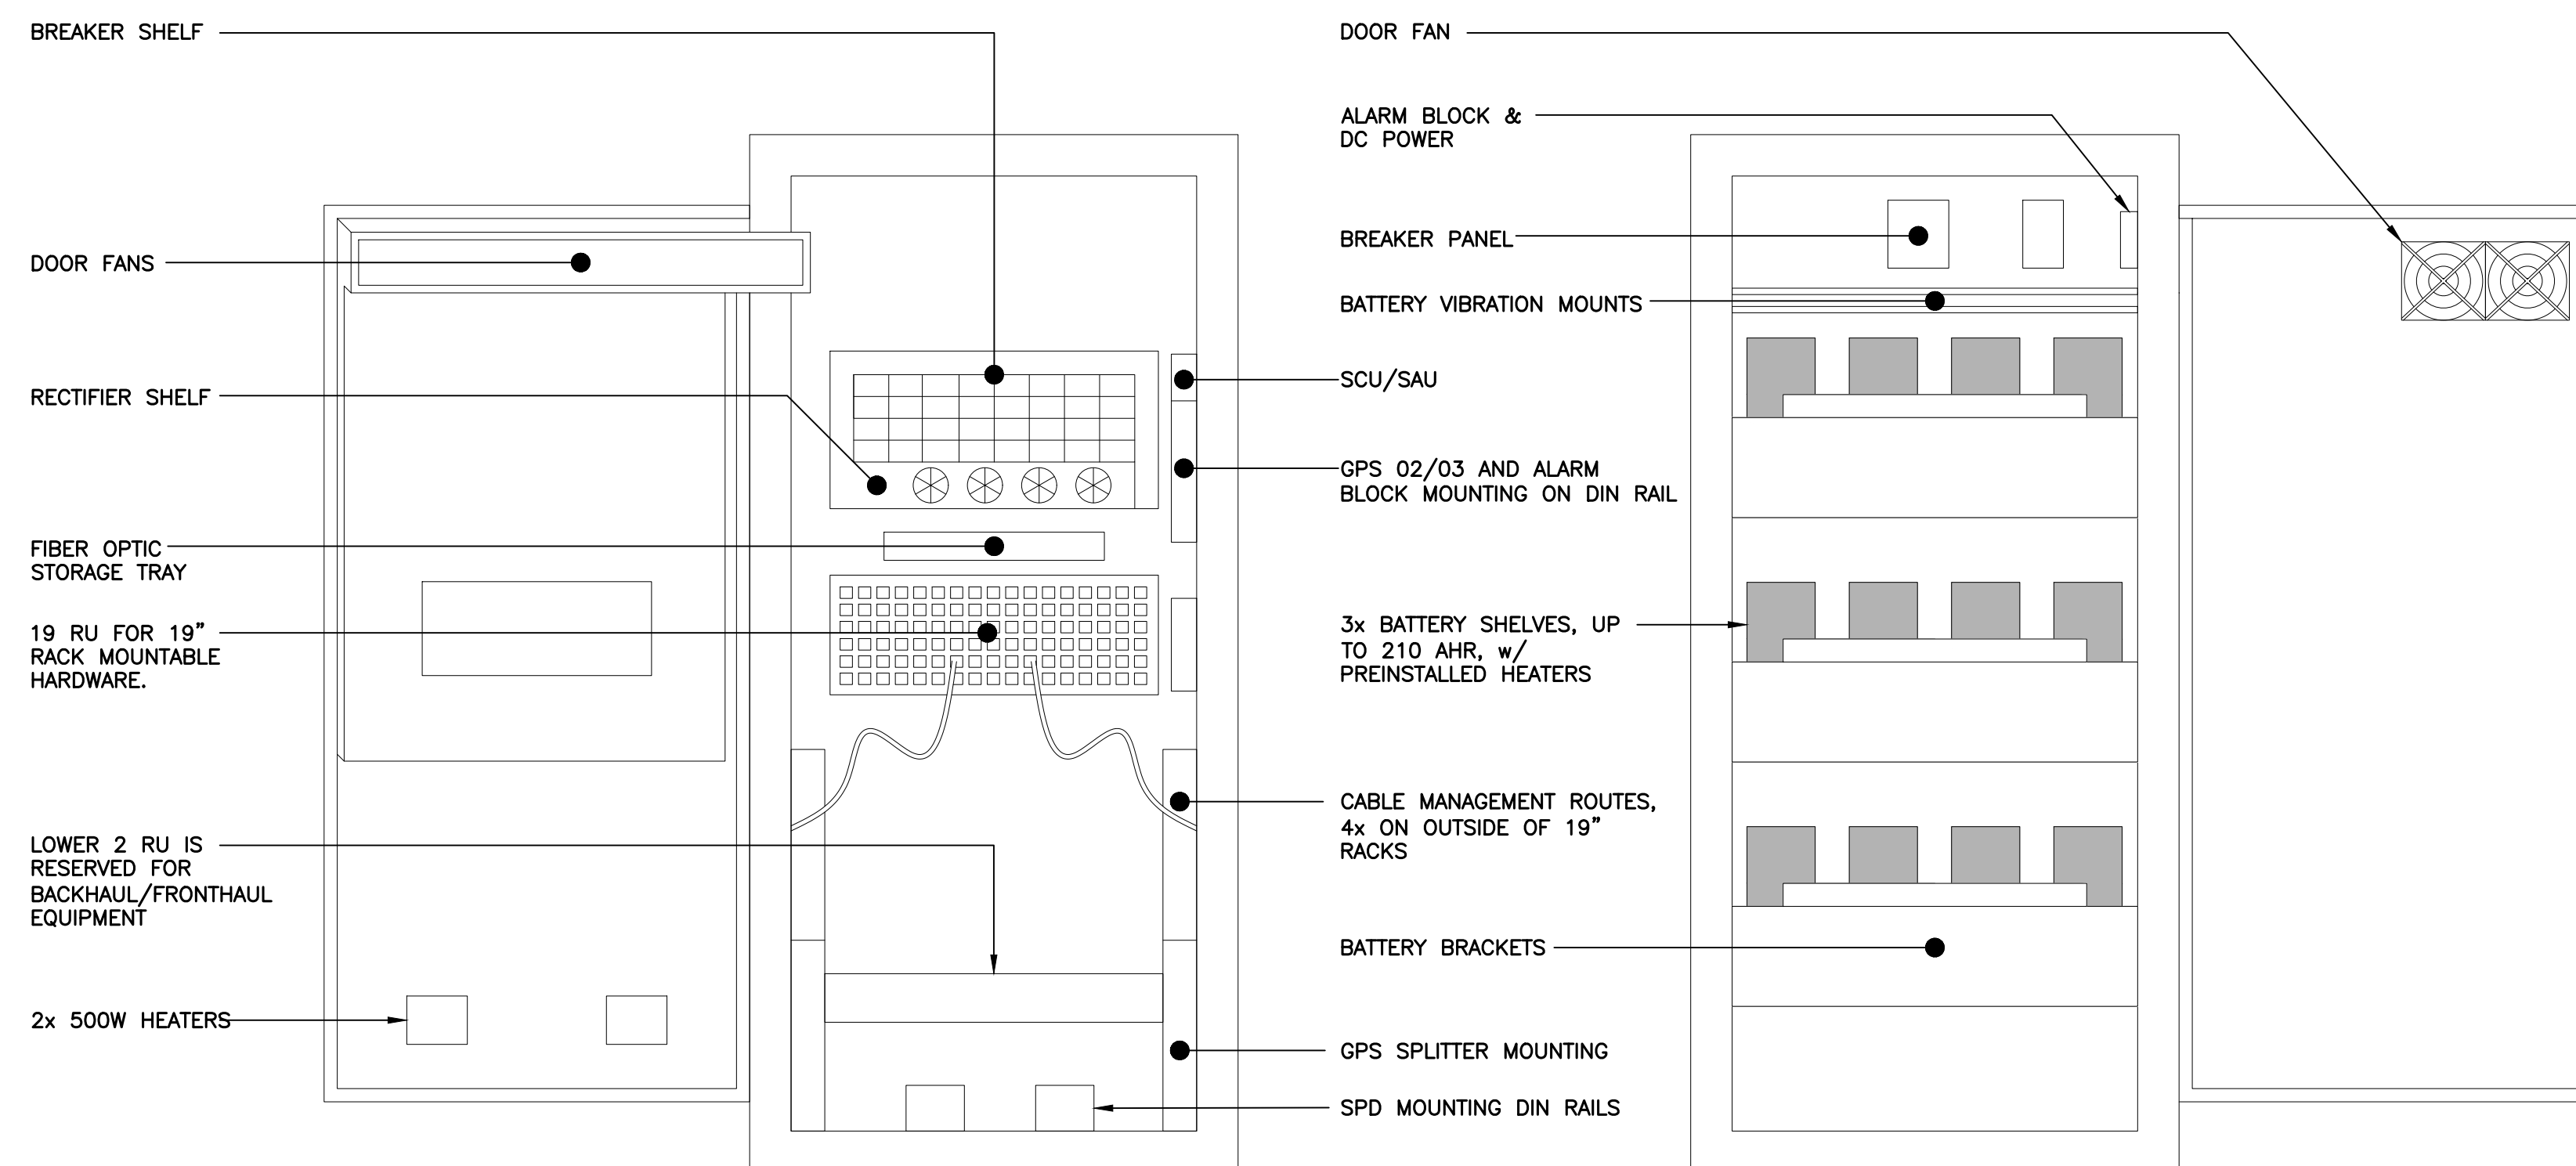 BREAKER SHELF
DOOR FANS
RECTIFIER SHELF
FIBER OPTIC
STORAGE TRAY
19 RU FOR 19"
RACK MOUNTABLE
HARDWARE.
LOWER 2 RU IS
RESERVED FOR
BACKHAUL/FRONTHAUL
EQUIPMENT
2x 500W HEATERS
DOOR FAN
ALARM BLOCK &
DC POWER
BREAKER PANEL
BATTERY VIBRATION MOUNTS
SCU/SAU
GPS 02/03 AND ALARM
BLOCK MOUNTING ON DIN RAIL
3x BATTERY SHELVES, UP
TO 210 AHR, w/
PREINSTALLED HEATERS
CABLE MANAGEMENT ROUTES,
4x ON OUTSIDE OF 19"
RACKS
BATTERY BRACKETS
GPS SPLITTER MOUNTING
SPD MOUNTING DIN RAILS